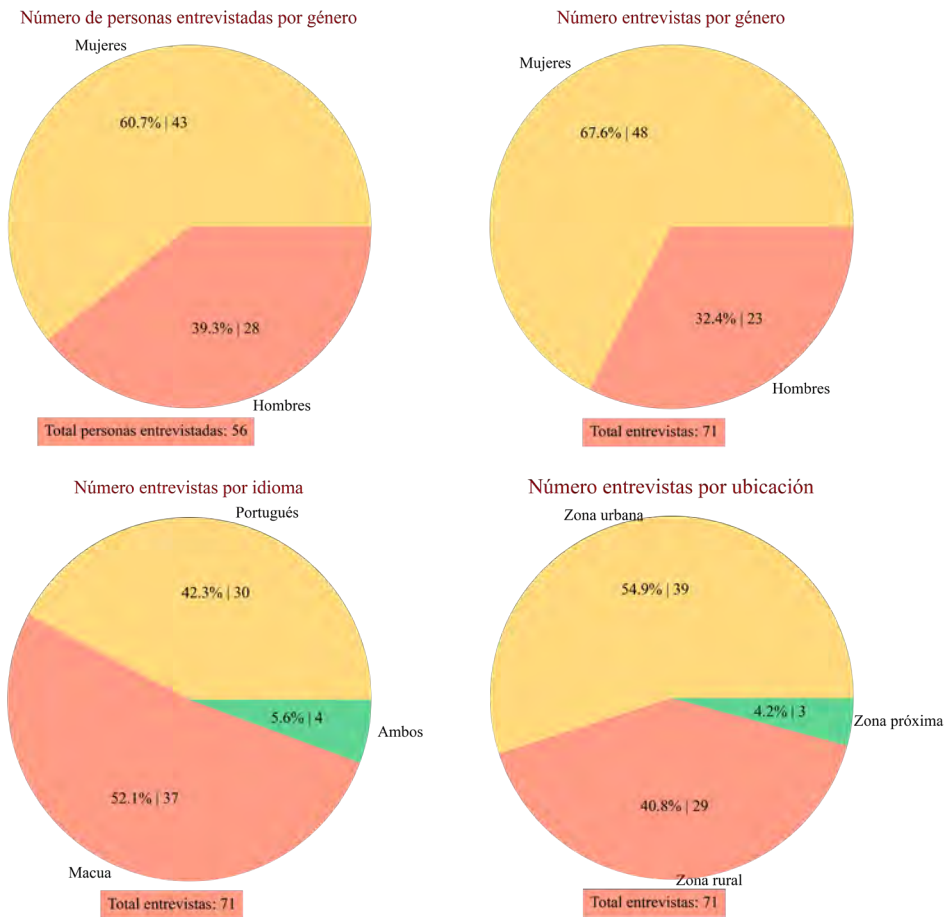 Número de personas entrevistadas por género
Mujeres
60.7% | 43
39.3% | 28
Hombres
Total personas entrevistadas: 56
Número entrevistas por género
Mujeres
67.6% | 48
32.4% | 23
Hombres
Total entrevistas: 71
Número entrevistas por idioma
Portugués
42.3% | 30
5.6% | 4
Ambos
52.1% | 37
Macua
Total entrevistas: 71
Número entrevistas por ubicación
Zona urbana
54.9% | 39
4.2% | 3
Zona próxima
40.8% | 29
Zona rural
Total entrevistas: 71